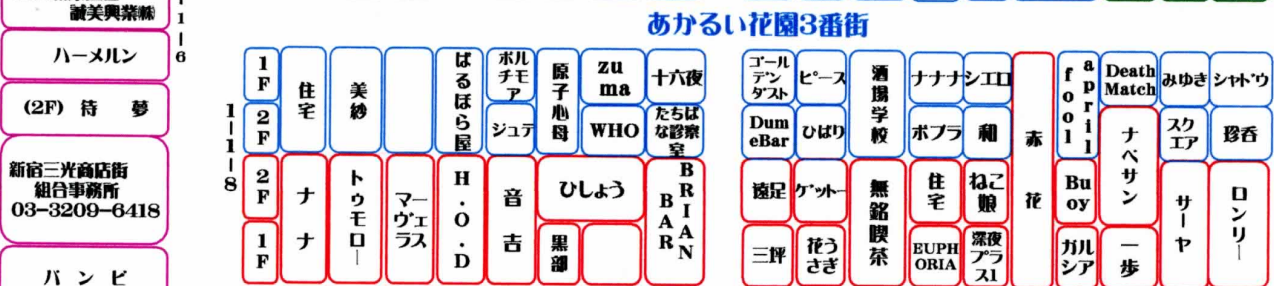 誠美興業㈱
1-1-6
ハーメルン
(2F) 待 夢
新宿三光商店街
組合事務所
03-3209-6418
バンビ
あかるい花園3番街
1-1-8
1F
2F
2F
1F
住宅
ナナ
美紗
トゥモロー
マーヴェラス
ぱるぼら屋
H・O・D
ポルチモア
ジュテ
音吉
原子心母
zuma
WHO
ひしょう
黒部
十六夜
たちばな診察室
BRIAN BAR
ゴールデンダスト
ピース
酒場学校
ナナナ
シエロ
赤花
april fool
Death Match
みゆき
シャドウ
DumeBar
ひばり
ポプラ
和
ナベサン
スクエア
珍呑
遠足
ゲットー
無銘喫茶
住宅
ねこ娘
Buoy
サーヤ
ロンリー
三坪
花うさぎ
EUPHORIA
深夜プラス1
ガルシア
一歩